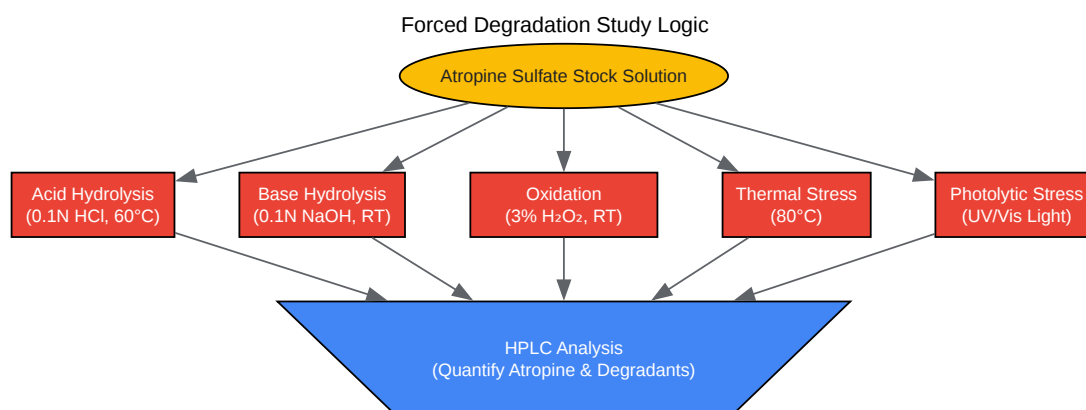 Forced Degradation Study Logic
Atropine Sulfate Stock Solution
Acid Hydrolysis
(0.1N HCl, 60°C)
Base Hydrolysis
(0.1N NaOH, RT)
Oxidation
(3% H₂O₂, RT)
Thermal Stress
(80°C)
Photolytic Stress
(UV/Vis Light)
HPLC Analysis
(Quantify Atropine & Degradants)